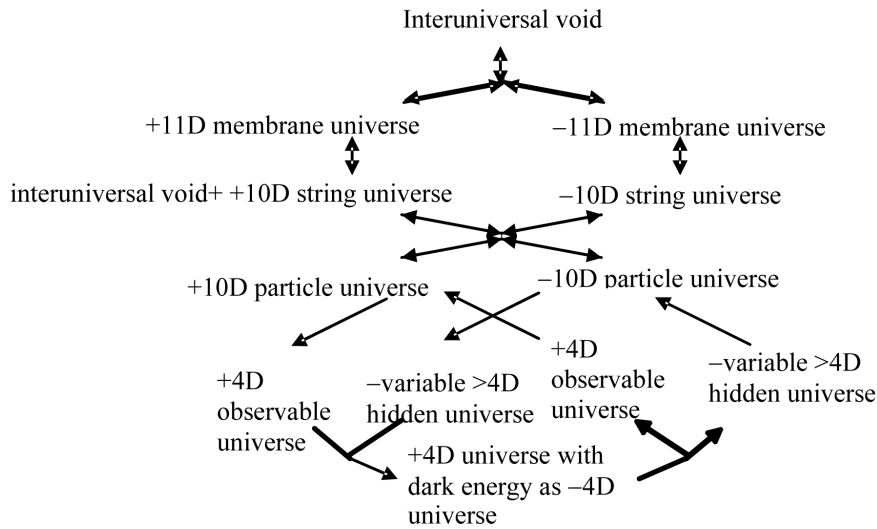 Interuniversal void
+11D membrane universe
−11D membrane universe
interuniversal void+ +10D string universe
−10D string universe
+10D particle universe
−10D particle universe
+4D
observable
universe
−variable >4D
hidden universe
+4D
observable
universe
−variable >4D
hidden universe
+4D universe with
dark energy as −4D
universe